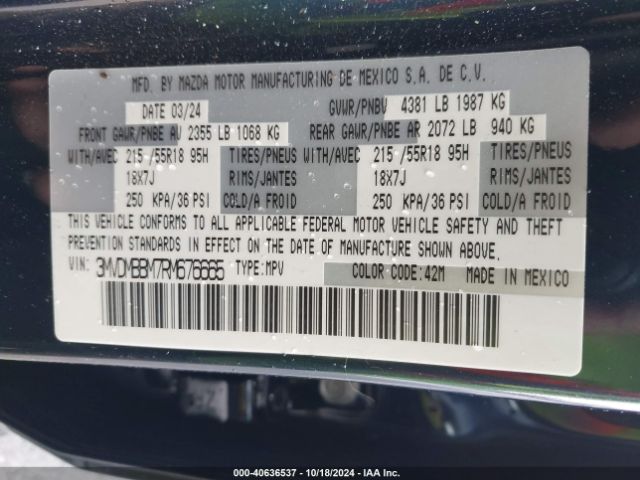 MFD. BY MAZDA MOTOR MANUFACTURING DE MEXICO S.A. DE C.V.
DATE 03/24 GVWR/PNBV 4381 LB 1987 KG
FRONT GAWR/PNBE AV 2355 LB 1068 KG REAR GAWR/PNBE AR 2072 LB 940 KG
WITH/AVEC 215 /55R18 95H TIRES/PNEUS WITH/AVEC 215 /55R18 95H TIRES/PNEUS
18X7J RIMS/JANTES 18X7J RIMS/JANTES
250 KPA/36 PSI COLD/A FROID 250 KPA/36 PSI COLD/A FROID
THIS VEHICLE CONFORMS TO ALL APPLICABLE FEDERAL MOTOR VEHICLE SAFETY AND THEFT
PREVENTION STANDARDS IN EFFECT ON THE DATE OF MANUFACTURE SHOWN ABOVE.
VIN: 3MVDMBBM7RM676665 TYPE:MPV COLOR CODE:42M MADE IN MEXICO
000-40636537 - 10/18/2024 - IAA Inc.